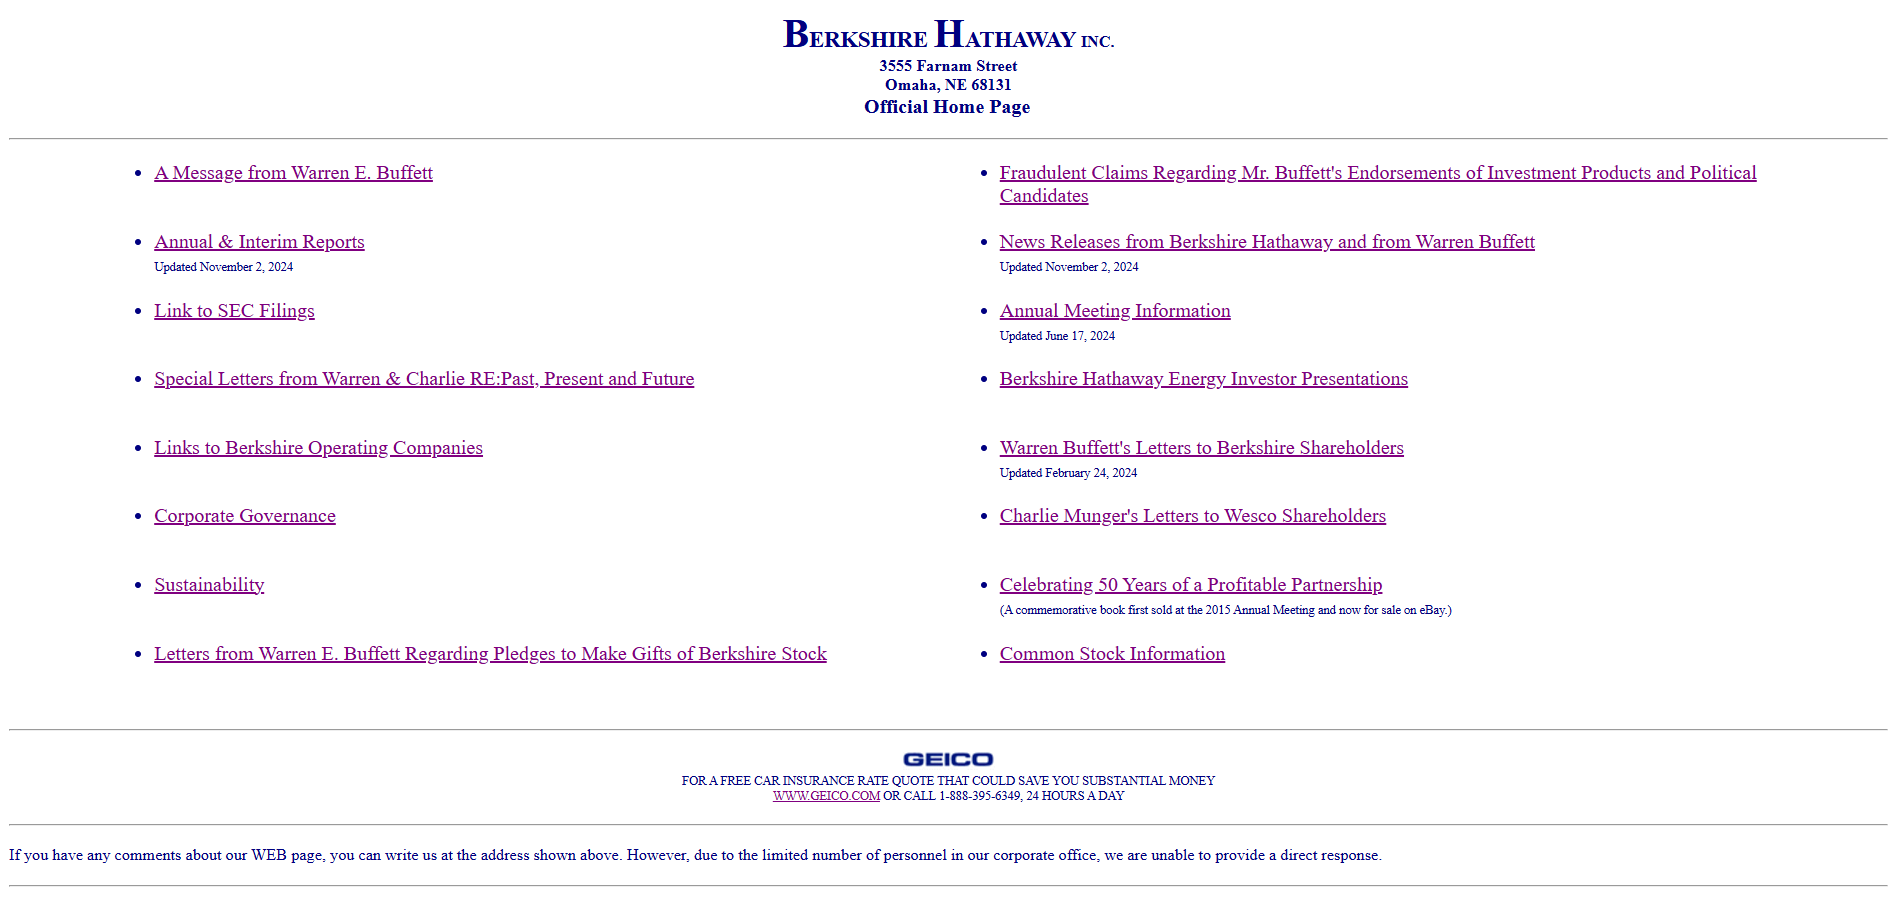 BERKSHIRE HATHAWAY INC.
3555 Farnam Street
Omaha, NE 68131
Official Home Page
A Message from Warren E. Buffett
Fraudulent Claims Regarding Mr. Buffett's Endorsements of Investment Products and Political
Candidates
Annual & Interim Reports
Updated November 2, 2024
News Releases from Berkshire Hathaway and from Warren Buffett
Updated November 2, 2024
Link to SEC Filings
Annual Meeting Information
Updated June 17, 2024
Special Letters from Warren & Charlie RE:Past, Present and Future
Berkshire Hathaway Energy Investor Presentations
Links to Berkshire Operating Companies
Warren Buffett's Letters to Berkshire Shareholders
Updated February 24, 2024
Corporate Governance
Charlie Munger's Letters to Wesco Shareholders
Sustainability
Celebrating 50 Years of a Profitable Partnership
(A commemorative book first sold at the 2015 Annual Meeting and now for sale on eBay.)
Letters from Warren E. Buffett Regarding Pledges to Make Gifts of Berkshire Stock
Common Stock Information
GEICO
FOR A FREE CAR INSURANCE RATE QUOTE THAT COULD SAVE YOU SUBSTANTIAL MONEY
WWW.GEICO.COM OR CALL 1-888-395-6349, 24 HOURS A DAY
If you have any comments about our WEB page, you can write us at the address shown above. However, due to the limited number of personnel in our corporate office, we are unable to provide a direct response.